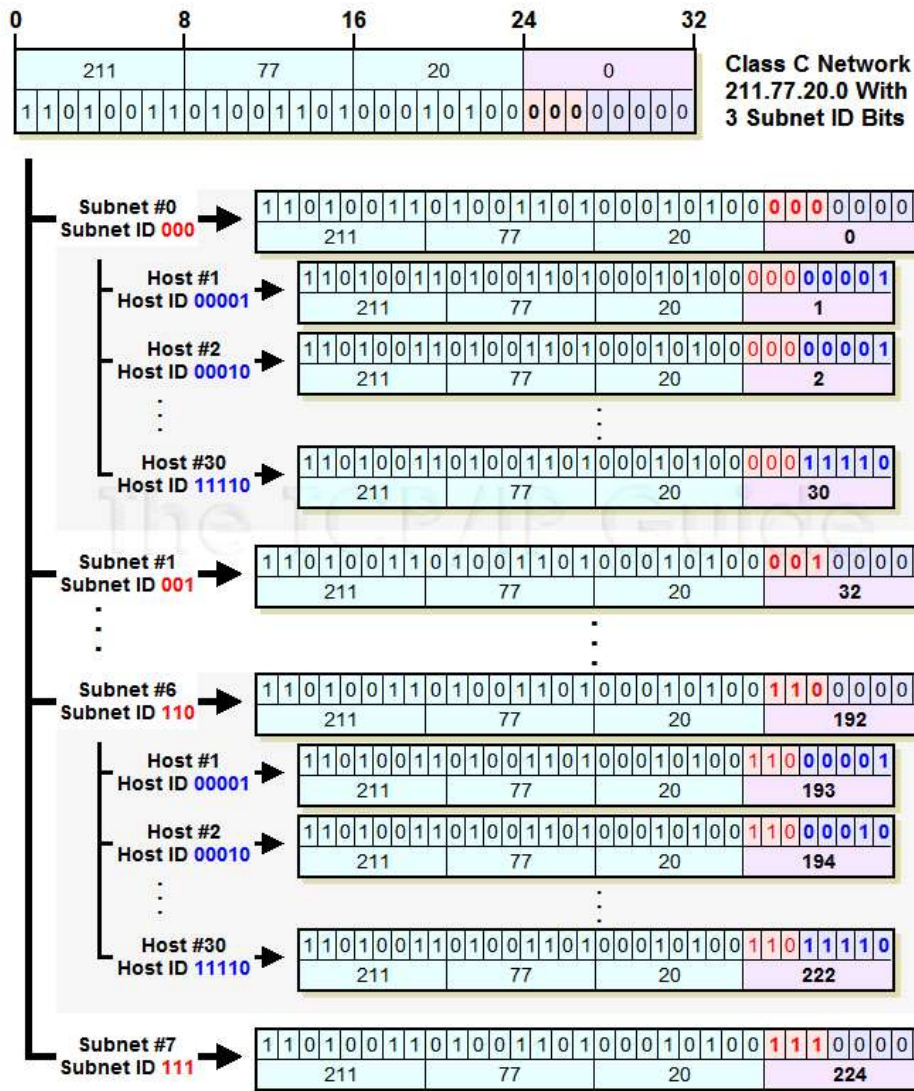 0 8 16 24 32
211 77 20 0
1 1 0 1 0 0 1 1 0 1 0 0 1 1 0 1 0 0 0 1 0 1 0 0 0 0 0 0 0 0 0 0
Class C Network
211.77.20.0 With
3 Subnet ID Bits
Subnet #0
Subnet ID 000
1 1 0 1 0 0 1 1 0 1 0 0 1 1 0 1 0 0 0 1 0 1 0 0 0 0 0 0 0 0 0
211 77 20 0
Host #1
Host ID 00001
1 1 0 1 0 0 1 1 0 1 0 0 1 1 0 1 0 0 0 1 0 1 0 0 0 0 0 0 0 0 0 1
211 77 20 1
Host #2
Host ID 00010
1 1 0 1 0 0 1 1 0 1 0 0 1 1 0 1 0 0 0 1 0 1 0 0 0 0 0 0 0 0 0 1
211 77 20 2
Host #30
Host ID 11110
1 1 0 1 0 0 1 1 0 1 0 0 1 1 0 1 0 0 0 1 0 1 0 0 0 0 0 1 1 1 1 0
211 77 20 30
The TCP/IP Guide
Subnet #1
Subnet ID 001
1 1 0 1 0 0 1 1 0 1 0 0 1 1 0 1 0 0 0 1 0 1 0 0 0 0 1 0 0 0 0
211 77 20 32
Subnet #6
Subnet ID 110
1 1 0 1 0 0 1 1 0 1 0 0 1 1 0 1 0 0 0 1 0 1 0 0 1 1 0 0 0 0 0
211 77 20 192
Host #1
Host ID 00001
1 1 0 1 0 0 1 1 0 1 0 0 1 1 0 1 0 0 0 1 0 1 0 0 1 1 0 0 0 0 0 1
211 77 20 193
Host #2
Host ID 00010
1 1 0 1 0 0 1 1 0 1 0 0 1 1 0 1 0 0 0 1 0 1 0 0 1 1 0 0 0 0 1 0
211 77 20 194
Host #30
Host ID 11110
1 1 0 1 0 0 1 1 0 1 0 0 1 1 0 1 0 0 0 1 0 1 0 0 1 1 0 1 1 1 1 0
211 77 20 222
Subnet #7
Subnet ID 111
1 1 0 1 0 0 1 1 0 1 0 0 1 1 0 1 0 0 0 1 0 1 0 0 1 1 1 0 0 0 0
211 77 20 224